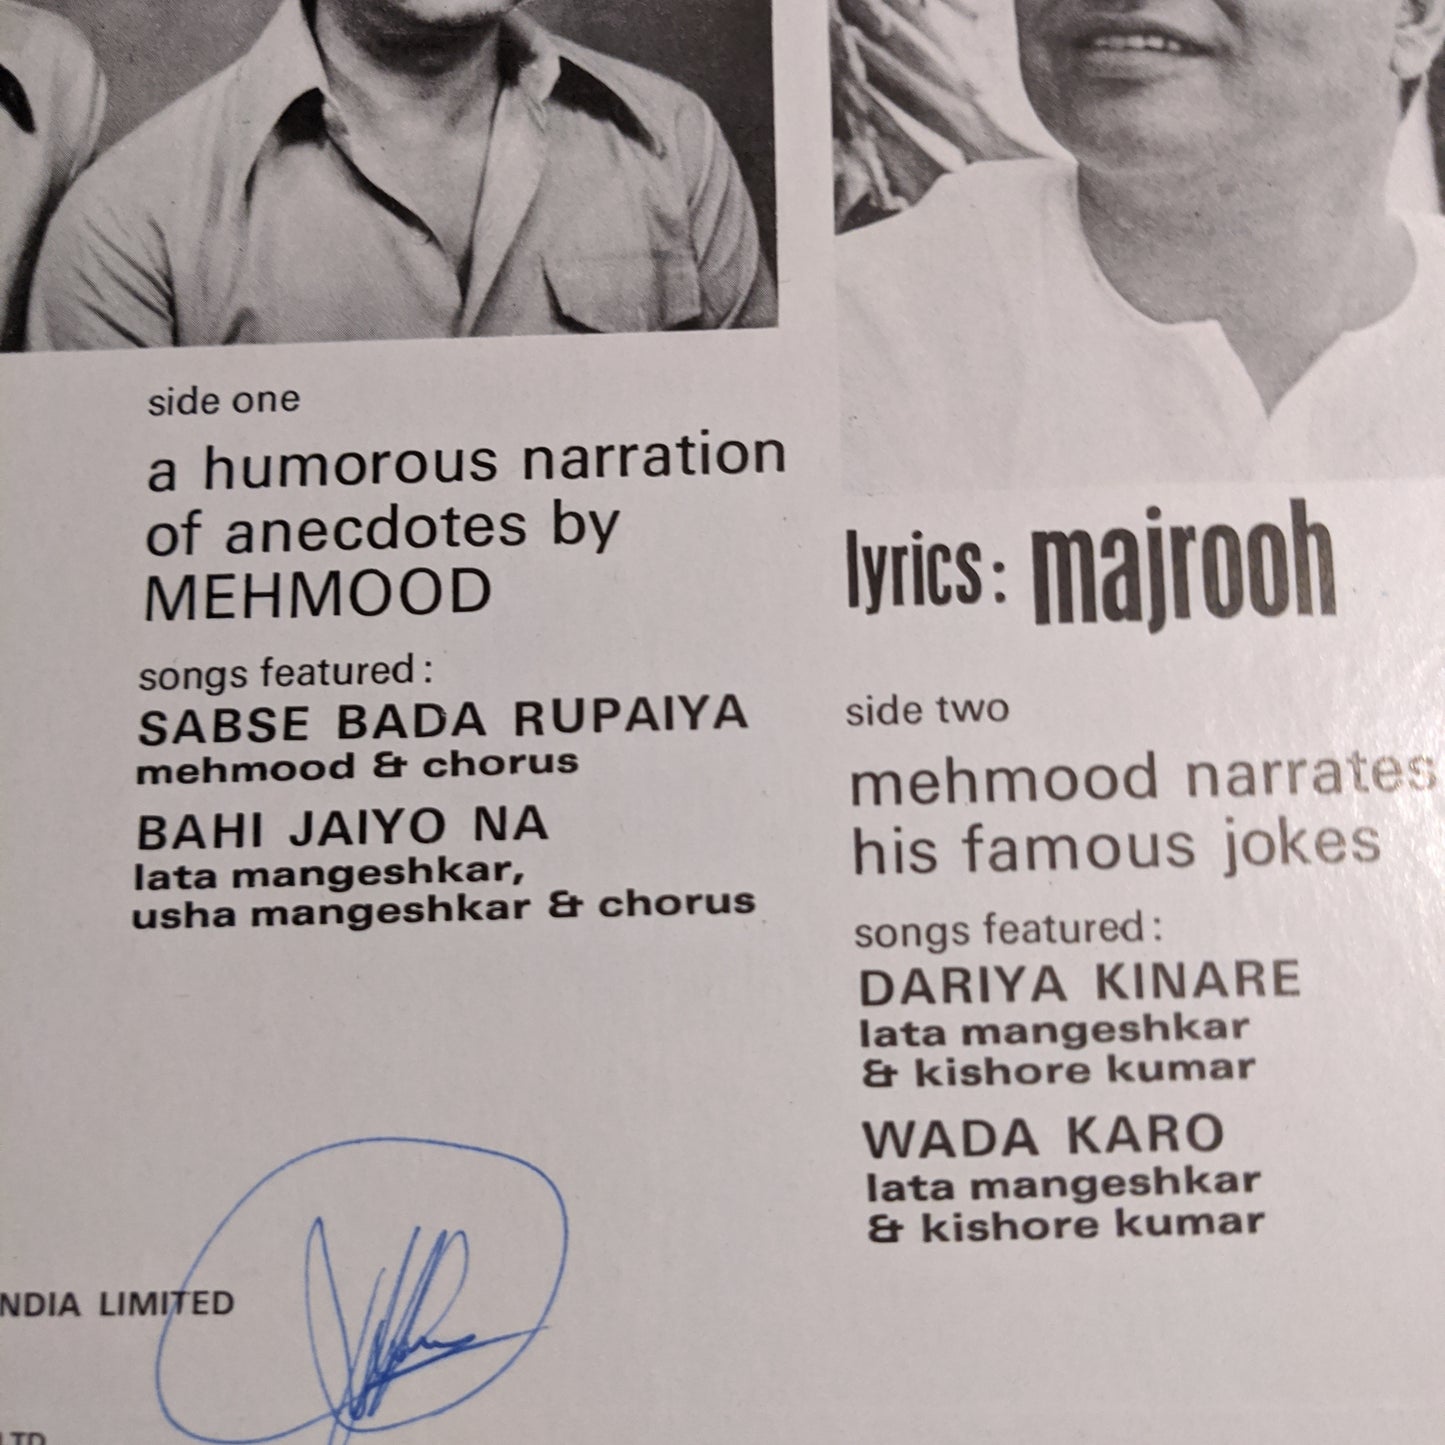 side one
a humorous narration
of anecdotes by
MEHMOOD
songs featured:
SABSE BADA RUPAIYA
mehmood & chorus
BAHI JAIYO NA
lata mangeshkar,
usha mangeshkar & chorus
lyrics: majrooh
side two
mehmood narrates
his famous jokes
songs featured:
DARIYA KINARE
lata mangeshkar
& kishore kumar
WADA KARO
lata mangeshkar
& kishore kumar
NDIA LIMITED
LTD